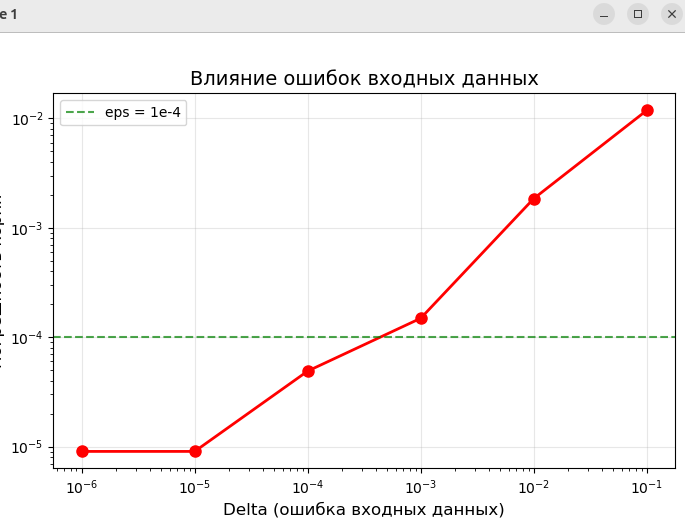 e 1
Влияние ошибок входных данных
eps = 1e-4
10⁻²
10⁻³
10⁻⁴
10⁻⁵
10⁻⁶ 10⁻⁵ 10⁻⁴ 10⁻³ 10⁻² 10⁻¹
Delta (ошибка входных данных)